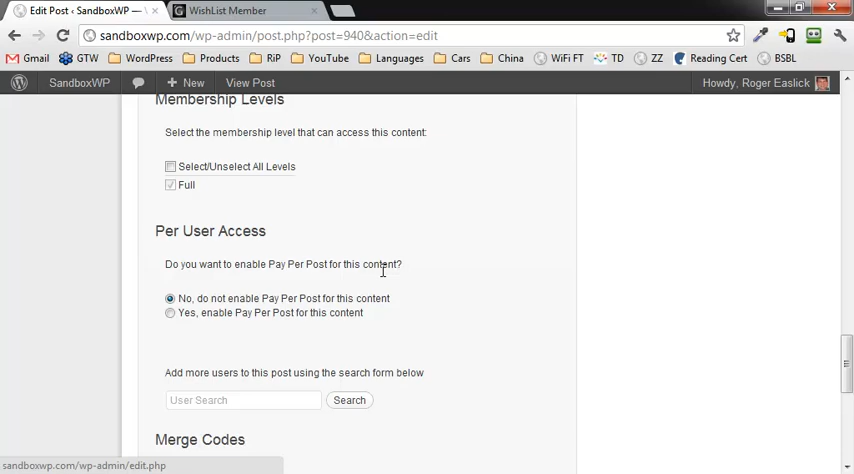 Edit Post ‹ SandboxWP — \
WishList Member
sandboxwp.com/wp-admin/post.php?post=940&action=edit
Gmail GTW WordPress Products RiP YouTube Languages Cars China WiFi FT TD ZZ Reading Cert BSBL
SandboxWP New View Post Howdy, Roger Easlick
Membership Levels
Select the membership level that can access this content:
Select/Unselect All Levels
Full
Per User Access
Do you want to enable Pay Per Post for this content?
No, do not enable Pay Per Post for this content
Yes, enable Pay Per Post for this content
Add more users to this post using the search form below
User Search Search
Merge Codes
sandboxwp.com/wp-admin/edit.php